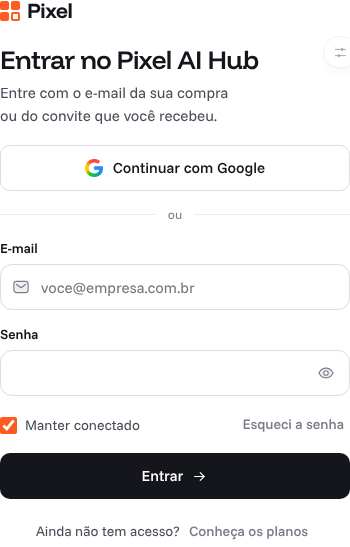 Pixel
Entrar no Pixel AI Hub
Entre com o e-mail da sua compra
ou do convite que você recebeu.
Continuar com Google
ou
E-mail
voce@empresa.com.br
Senha
Manter conectado
Esqueci a senha
Entrar →
Ainda não tem acesso? Conheça os planos